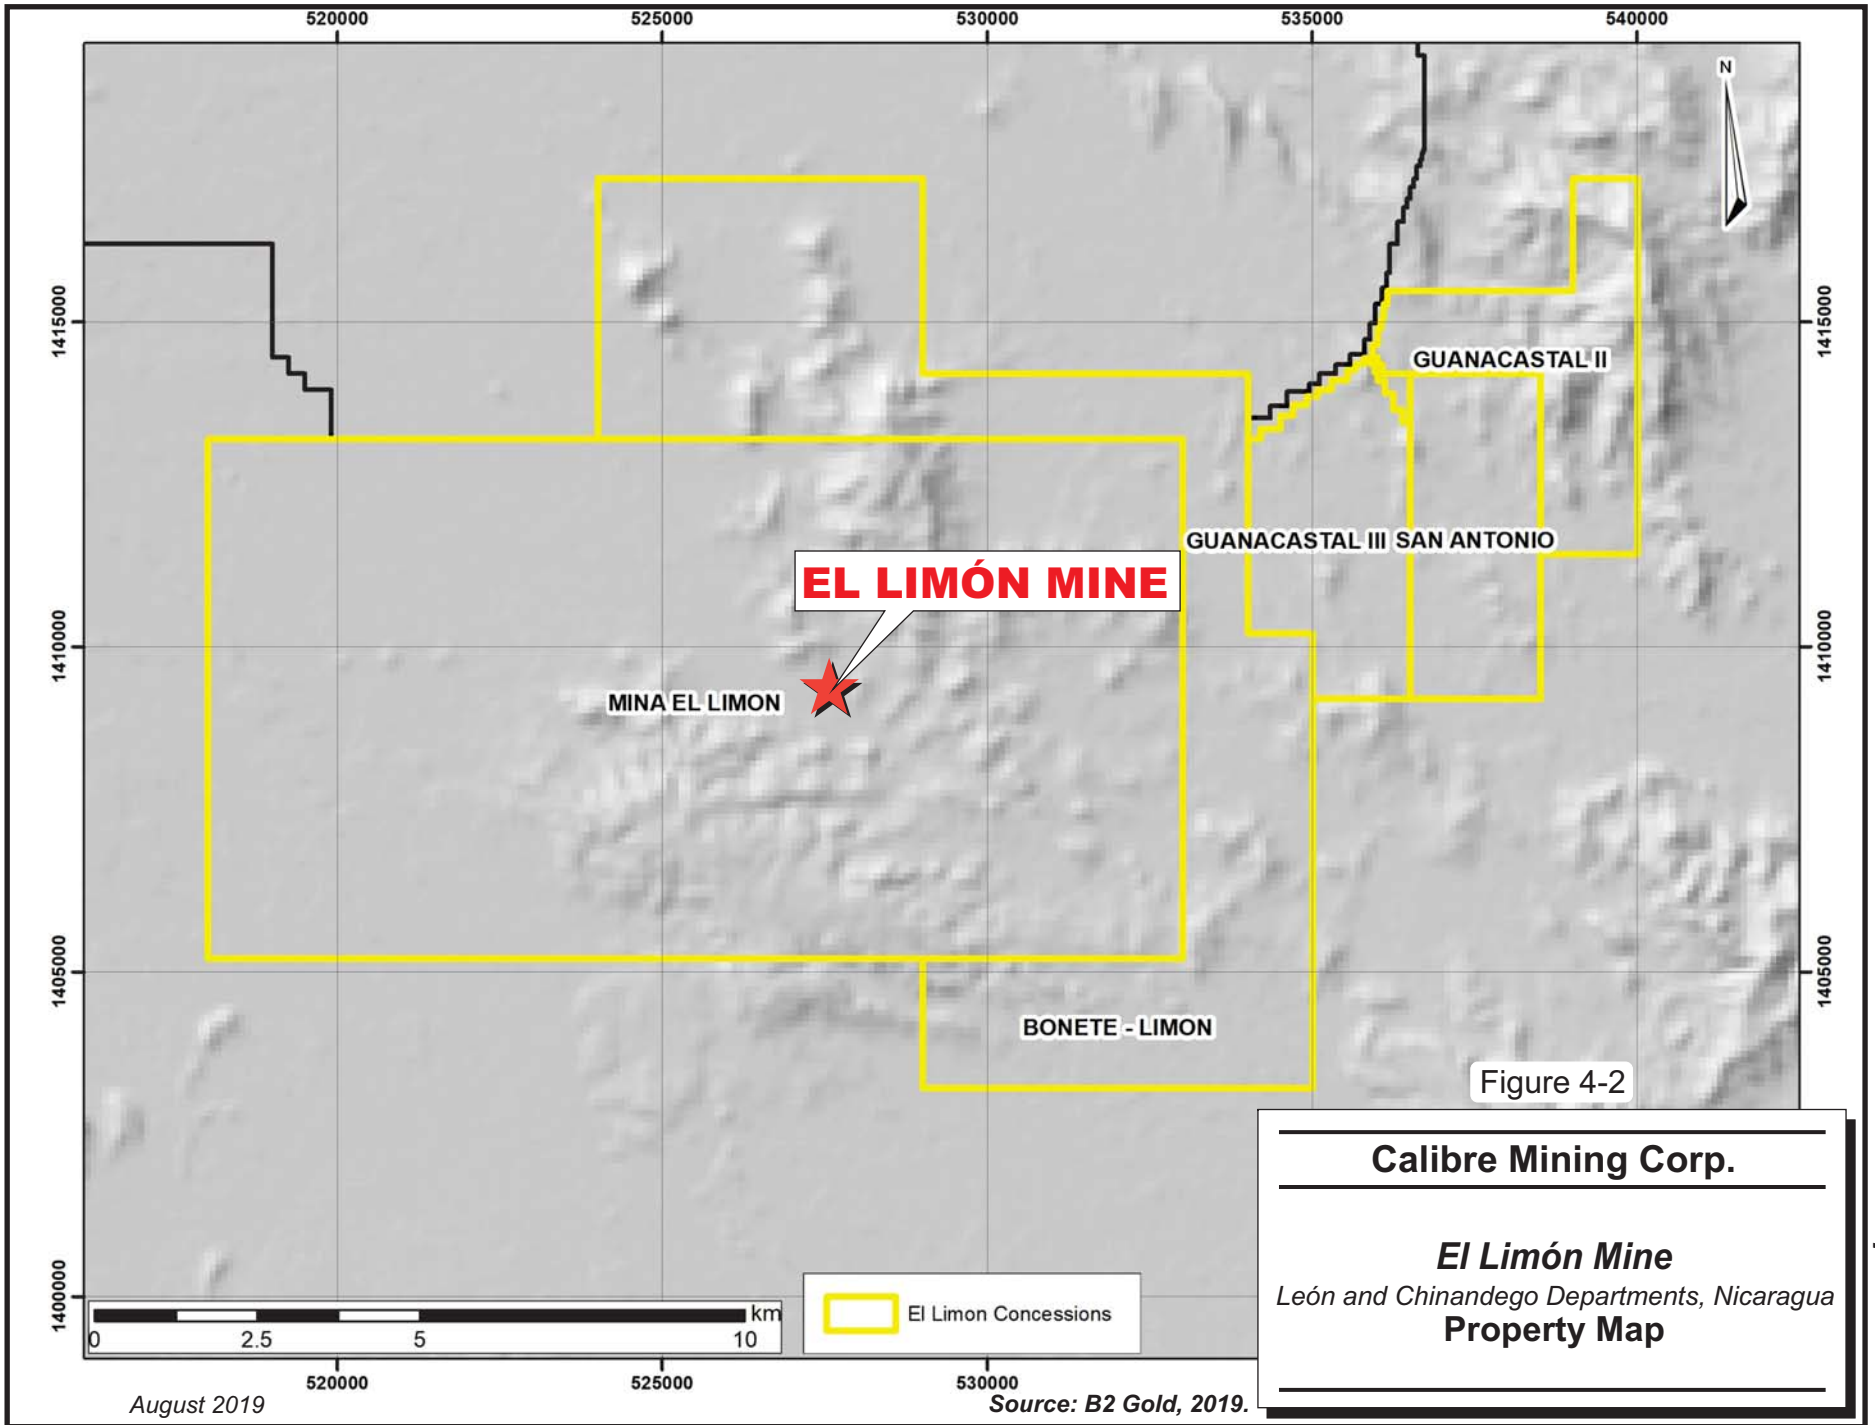 520000
525000
530000
535000
540000
N
1415000
1415000
GUANACASTAL II
GUANACASTAL III
SAN ANTONIO
EL LIMÓN MINE
1410000
1410000
MINA EL LIMON
1405000
1405000
BONETE - LIMON
Figure 4-2
Calibre Mining Corp.
El Limón Mine
León and Chinandego Departments, Nicaragua
Property Map
1400000
El Limon Concessions
km
0
2.5
5
10
520000
525000
530000
August 2019
Source: B2 Gold, 2019.